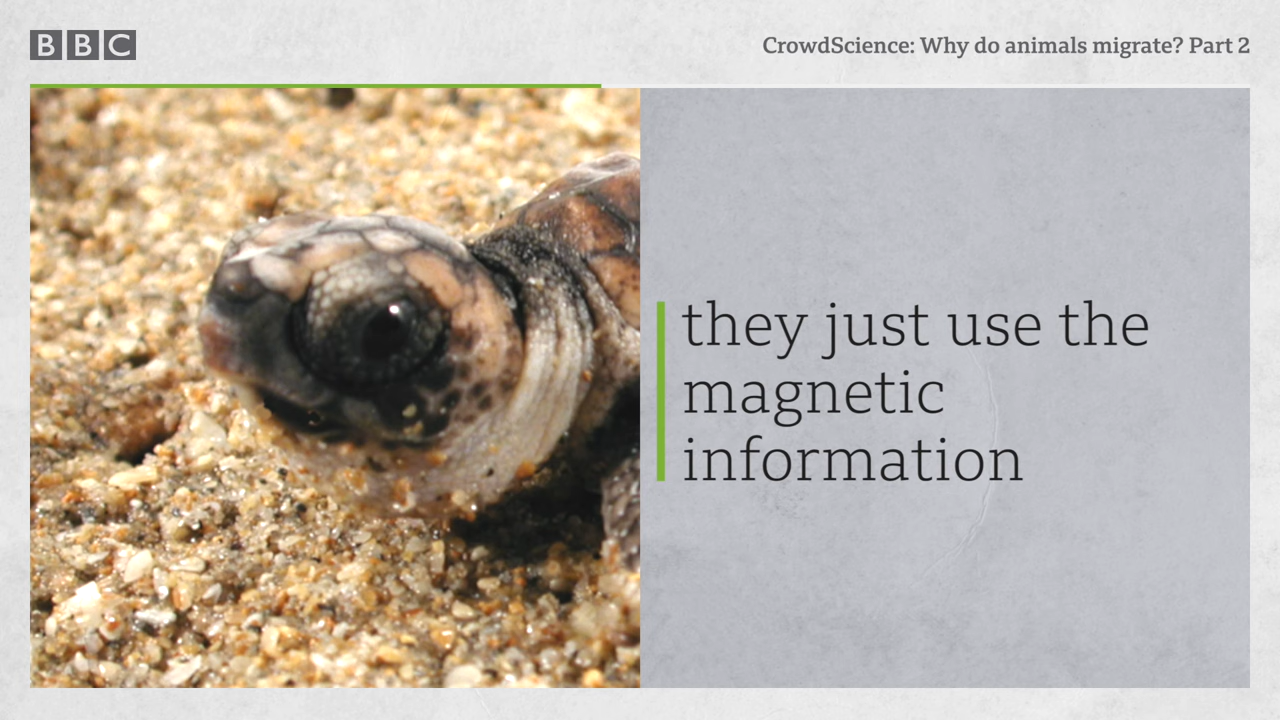 BBC
CrowdScience: Why do animals migrate? Part 2
they just use the
magnetic
information